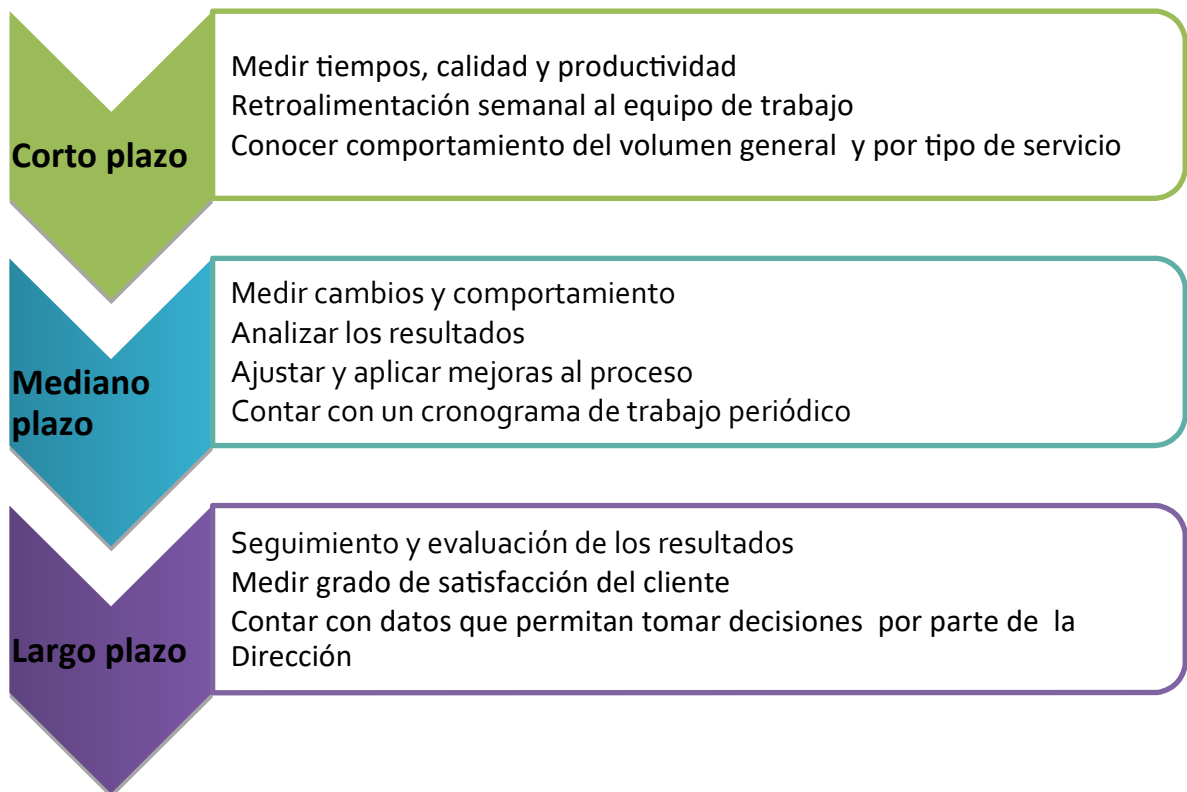 Corto plazo
Medir tiempos, calidad y productividad
Retroalimentación semanal al equipo de trabajo
Conocer comportamiento del volumen general  y por tipo de servicio
Mediano
plazo
Medir cambios y comportamiento
Analizar los resultados
Ajustar y aplicar mejoras al proceso
Contar con un cronograma de trabajo periódico
Largo plazo
Seguimiento y evaluación de los resultados
Medir grado de satisfacción del cliente
Contar con datos que permitan tomar decisiones  por parte de  la
Dirección